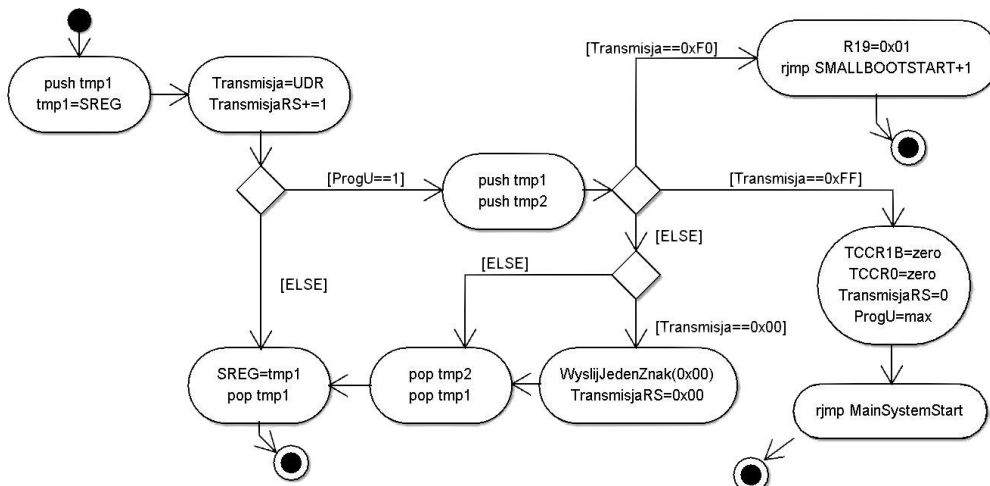 [Transmisja==0xF0]
R19=0x01
rjmp SMALLBOOTSTART+1
push tmp1
tmp1=SREG
Transmisja=UDR
TransmisjaRS+=1
[ProgU==1]
push tmp1
push tmp2
[Transmisja==0xFF]
[ELSE]
[ELSE]
[ELSE]
TCCR1B=zero
TCCR0=zero
TransmisjaRS=0
ProgU=max
[Transmisja==0x00]
SREG=tmp1
pop tmp1
pop tmp2
pop tmp1
WyslijJedenZnak(0x00)
TransmisjaRS=0x00
rjmp MainSystemStart